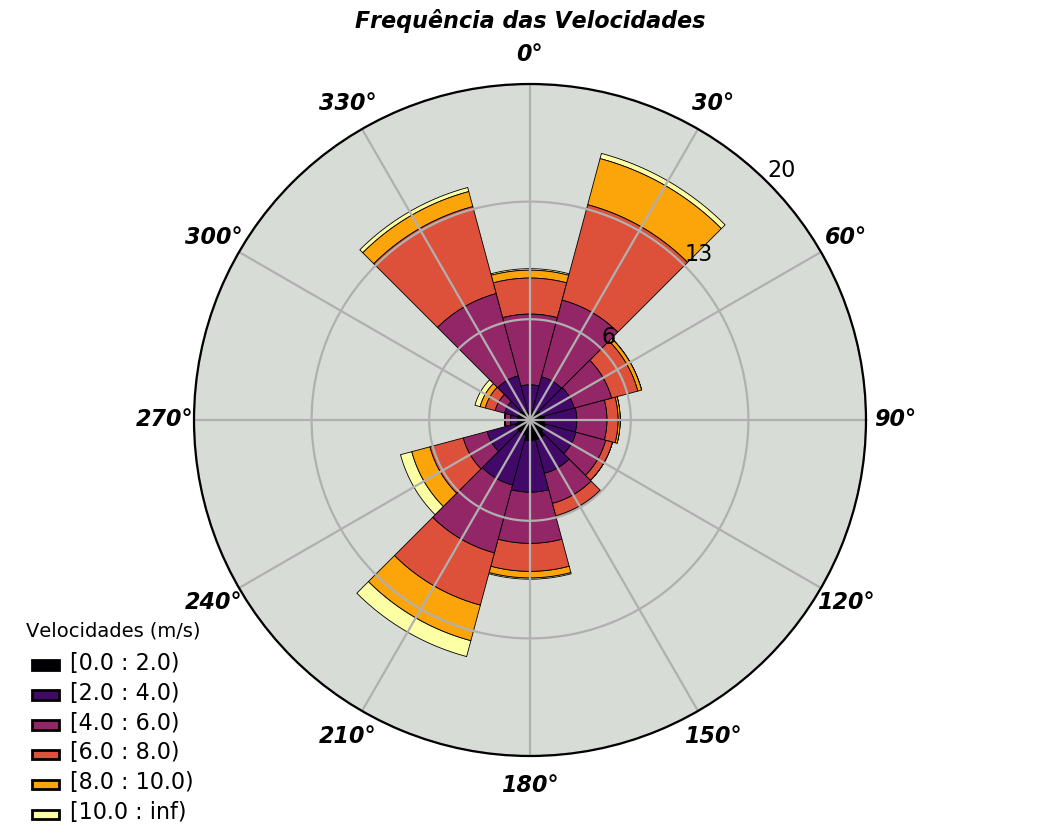 Frequência das Velocidades
0°
330°
30°
20
300°
60°
13
6
270°
90°
240°
120°
210°
150°
180°
Velocidades (m/s)
[0.0 : 2.0)
[2.0 : 4.0)
[4.0 : 6.0)
[6.0 : 8.0)
[8.0 : 10.0)
[10.0 : inf)